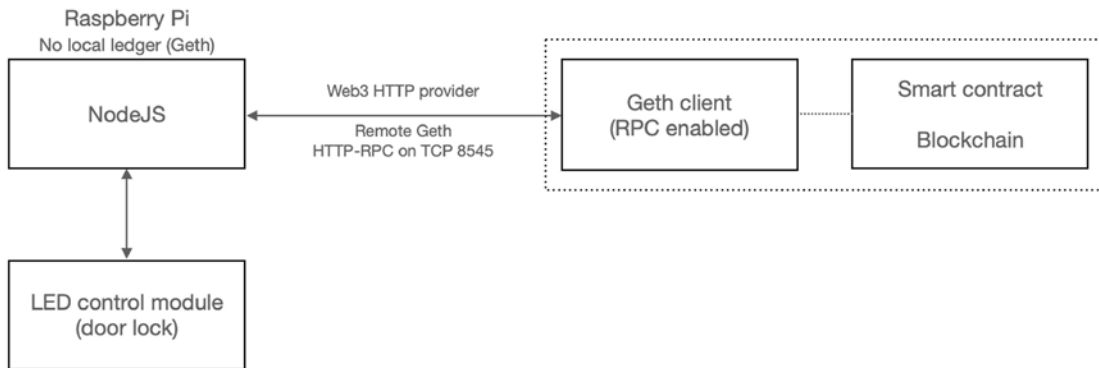 Raspberry Pi
No local ledger (Geth)
NodeJS
Web3 HTTP provider
Remote Geth
HTTP-RPC on TCP 8545
Geth client
(RPC enabled)
Smart contract
Blockchain
LED control module
(door lock)